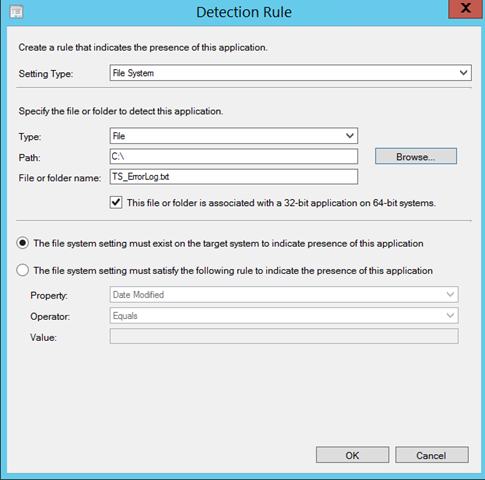 Detection Rule
X
Create a rule that indicates the presence of this application.
Setting Type: File System
Specify the file or folder to detect this application.
Type: File
Path: C:\ Browse...
File or folder name: TS_ErrorLog.txt
This file or folder is associated with a 32-bit application on 64-bit systems.
The file system setting must exist on the target system to indicate presence of this application
The file system setting must satisfy the following rule to indicate the presence of this application
Property: Date Modified
Operator: Equals
Value:
OK Cancel